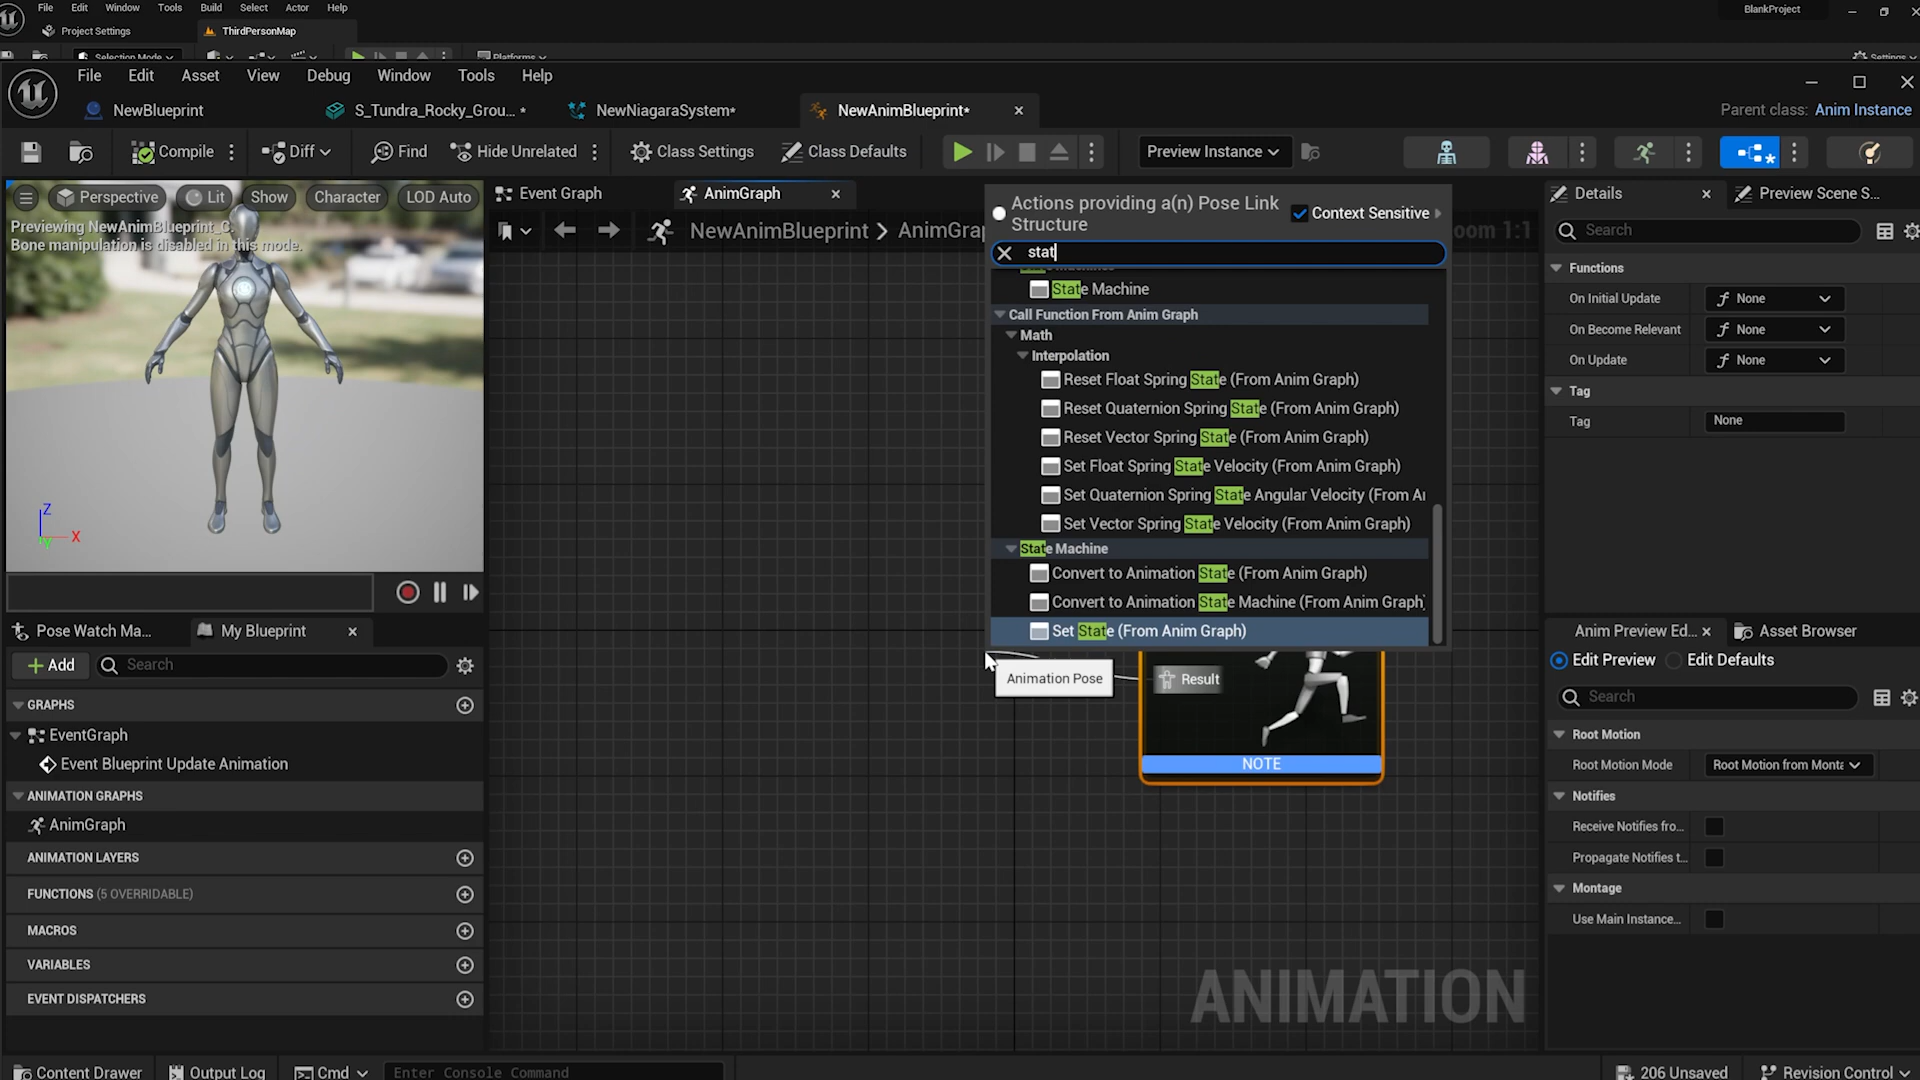 File Edit Window Tools Build Select Actor Help
BlankProject
Project Settings
ThirdPersonMap
Selection Mode
Platforms
Settings
File Edit Asset View Debug Window Tools Help
NewBlueprint
S_Tundra_Rocky_Grou... *
NewNiagaraSystem*
NewAnimBlueprint*
Parent class: Anim Instance
Compile
Diff
Find
Hide Unrelated
Class Settings
Class Defaults
Preview Instance
Perspective
Lit
Show
Character
LOD Auto
Previewing NewAnimBlueprint_C.
Bone manipulation is disabled in this mode.
Z
X
Y
Event Graph
AnimGraph
NewAnimBlueprint > AnimGra
oom 1:1
Actions providing a(n) Pose Link
Structure
Context Sensitive
stat
State Machines
State Machine
Call Function From Anim Graph
Math
Interpolation
Reset Float Spring State (From Anim Graph)
Reset Quaternion Spring State (From Anim Graph)
Reset Vector Spring State (From Anim Graph)
Set Float Spring State Velocity (From Anim Graph)
Set Quaternion Spring State Angular Velocity (From A
Set Vector Spring State Velocity (From Anim Graph)
State Machine
Convert to Animation State (From Anim Graph)
Convert to Animation State Machine (From Anim Graph)
Set State (From Anim Graph)
Animation Pose
Result
NOTE
ANIMATION
Pose Watch Ma...
My Blueprint
Add
Search
GRAPHS
EventGraph
Event Blueprint Update Animation
ANIMATION GRAPHS
AnimGraph
ANIMATION LAYERS
FUNCTIONS (5 OVERRIDABLE)
MACROS
VARIABLES
EVENT DISPATCHERS
Details
Preview Scene S...
Search
Functions
On Initial Update None
On Become Relevant None
On Update None
Tag
Tag None
Anim Preview Ed...
Asset Browser
Edit Preview
Edit Defaults
Search
Root Motion
Root Motion Mode Root Motion from Monta
Notifies
Receive Notifies fro...
Propagate Notifies t...
Montage
Use Main Instance...
Content Drawer
Output Log
Cmd
Enter Console Command
206 Unsaved
Revision Control